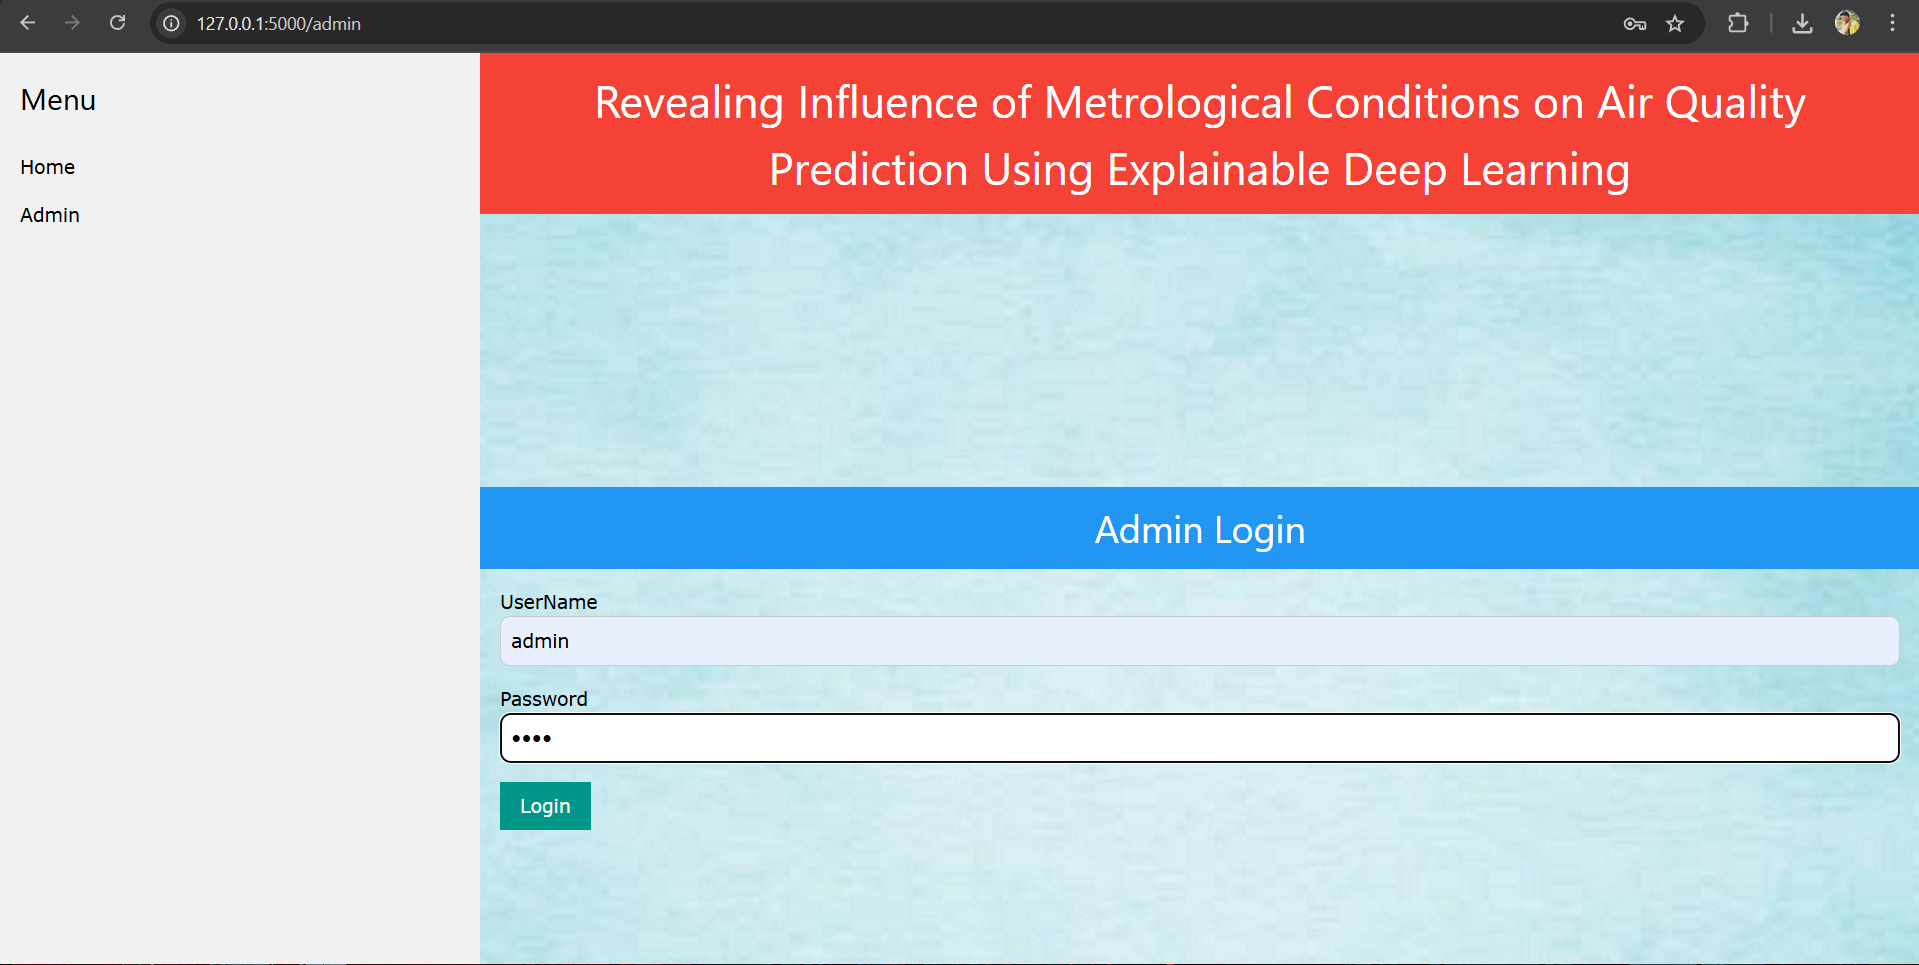 127.0.0.1:5000/admin
Menu
Home
Admin
Revealing Influence of Metrological Conditions on Air Quality
Prediction Using Explainable Deep Learning
Admin Login
UserName
admin
Password
••••
Login